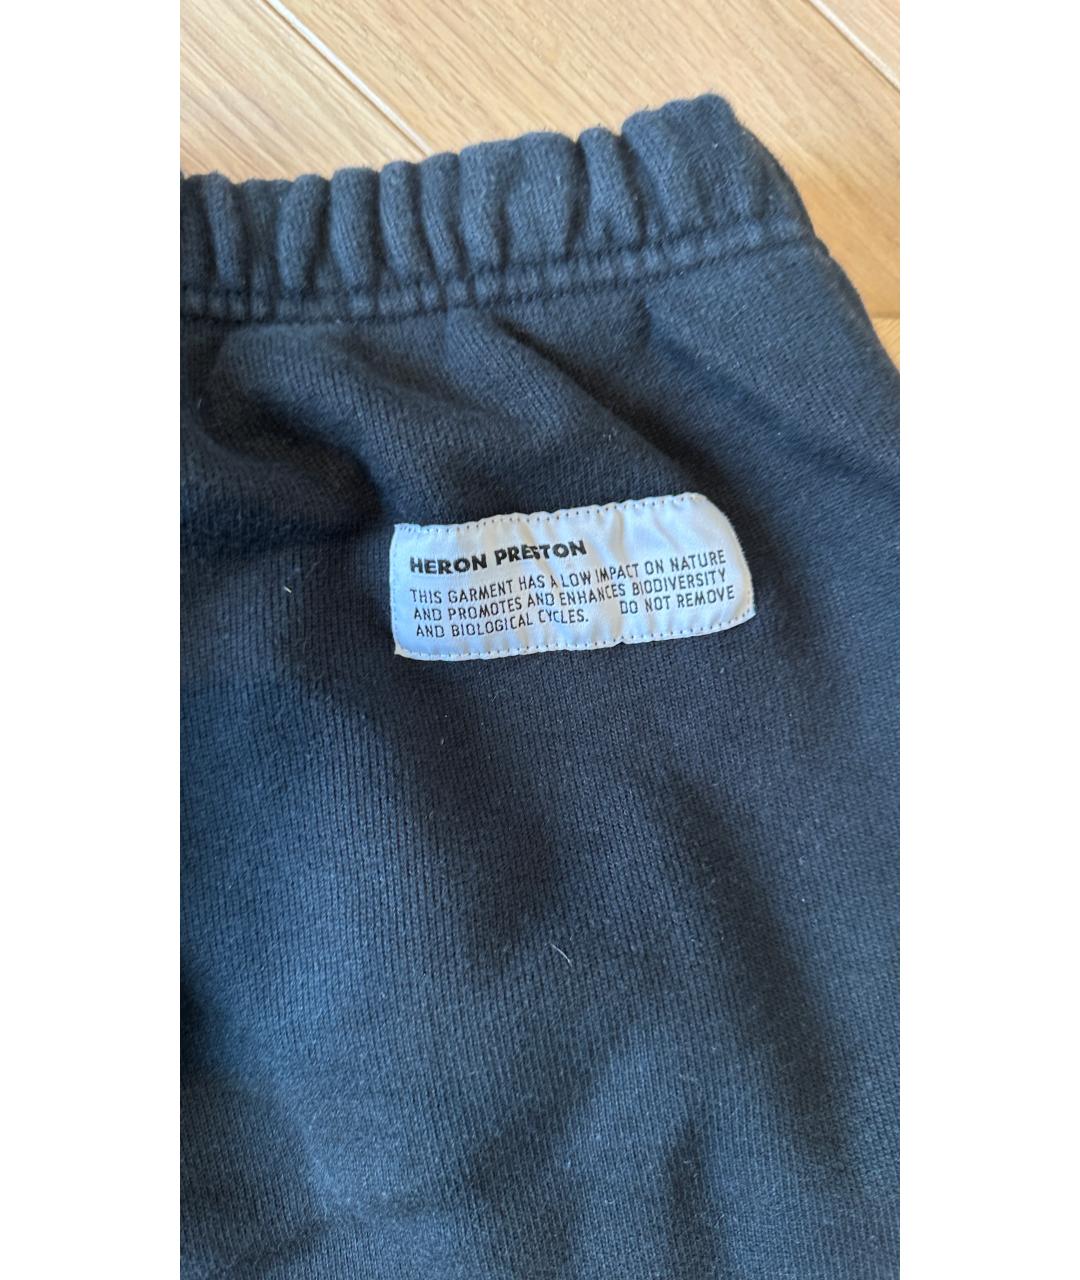 HERON PRESTON
THIS GARMENT HAS A LOW IMPACT ON NATURE
AND PROMOTES AND ENHANCES BIODIVERSITY
AND BIOLOGICAL CYCLES. DO NOT REMOVE